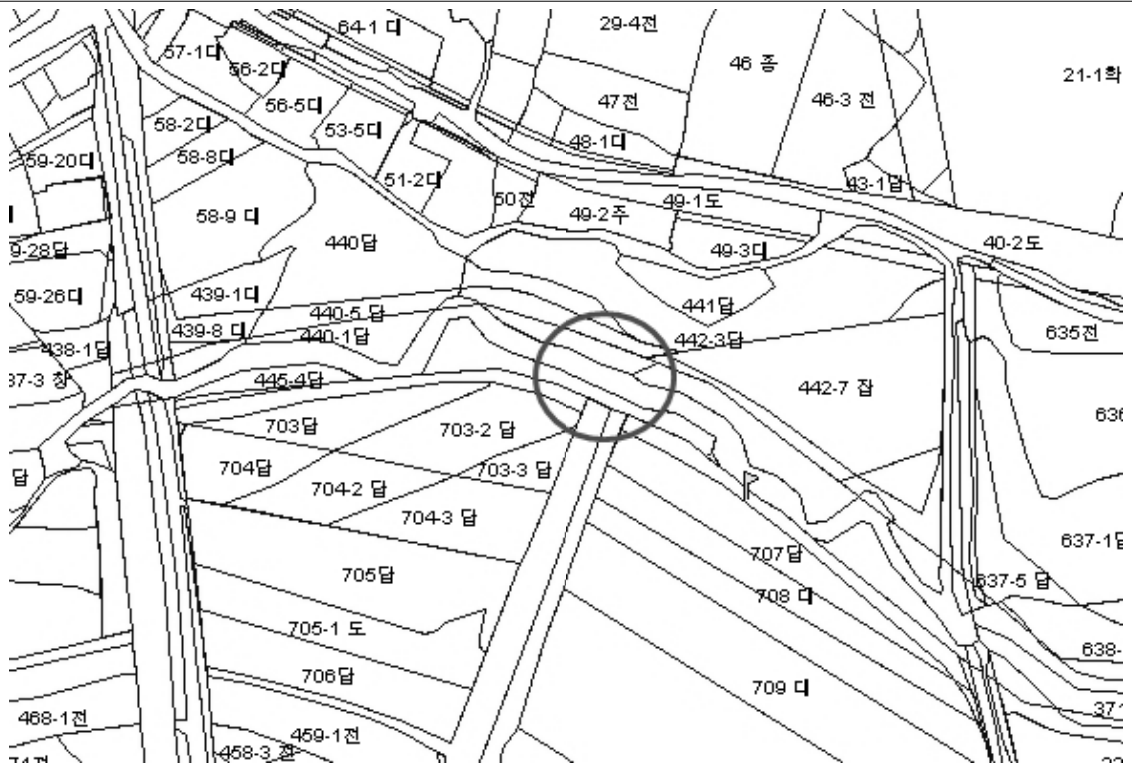 64-1 대
29-4전
57-1대
56-2대
46 종
21-1학
56-5대
47전
46-3 전
58-2대
53-5대
48-1대
59-20대
58-8대
51-2대
43-1답
50전
49-1도
58-9 대
49-2주
440답
49-3대
40-2도
9-28답
59-26대
439-1대
441답
440-5 답
439-8 대
440-1답
442-3답
635전
438-1답
37-3 창
445-4답
442-7 잡
636
703답
703-2 답
답
704답
703-3 답
704-2 답
704-3 답
637-1답
707답
705답
637-5 답
708 대
705-1 도
638-
706답
709 대
371
468-1전
459-1전
458-3 전